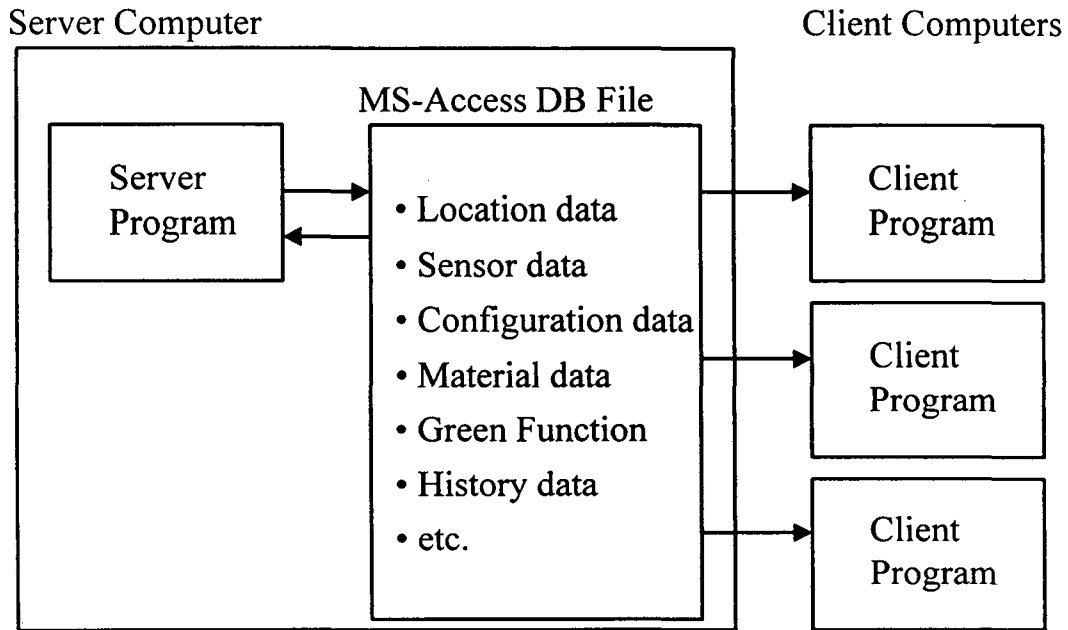 Server Computer
Client Computers
MS-Access DB File
Server
Program
• Location data
• Sensor data
• Configuration data
• Material data
• Green Function
• History data
• etc.
Client
Program
Client
Program
Client
Program